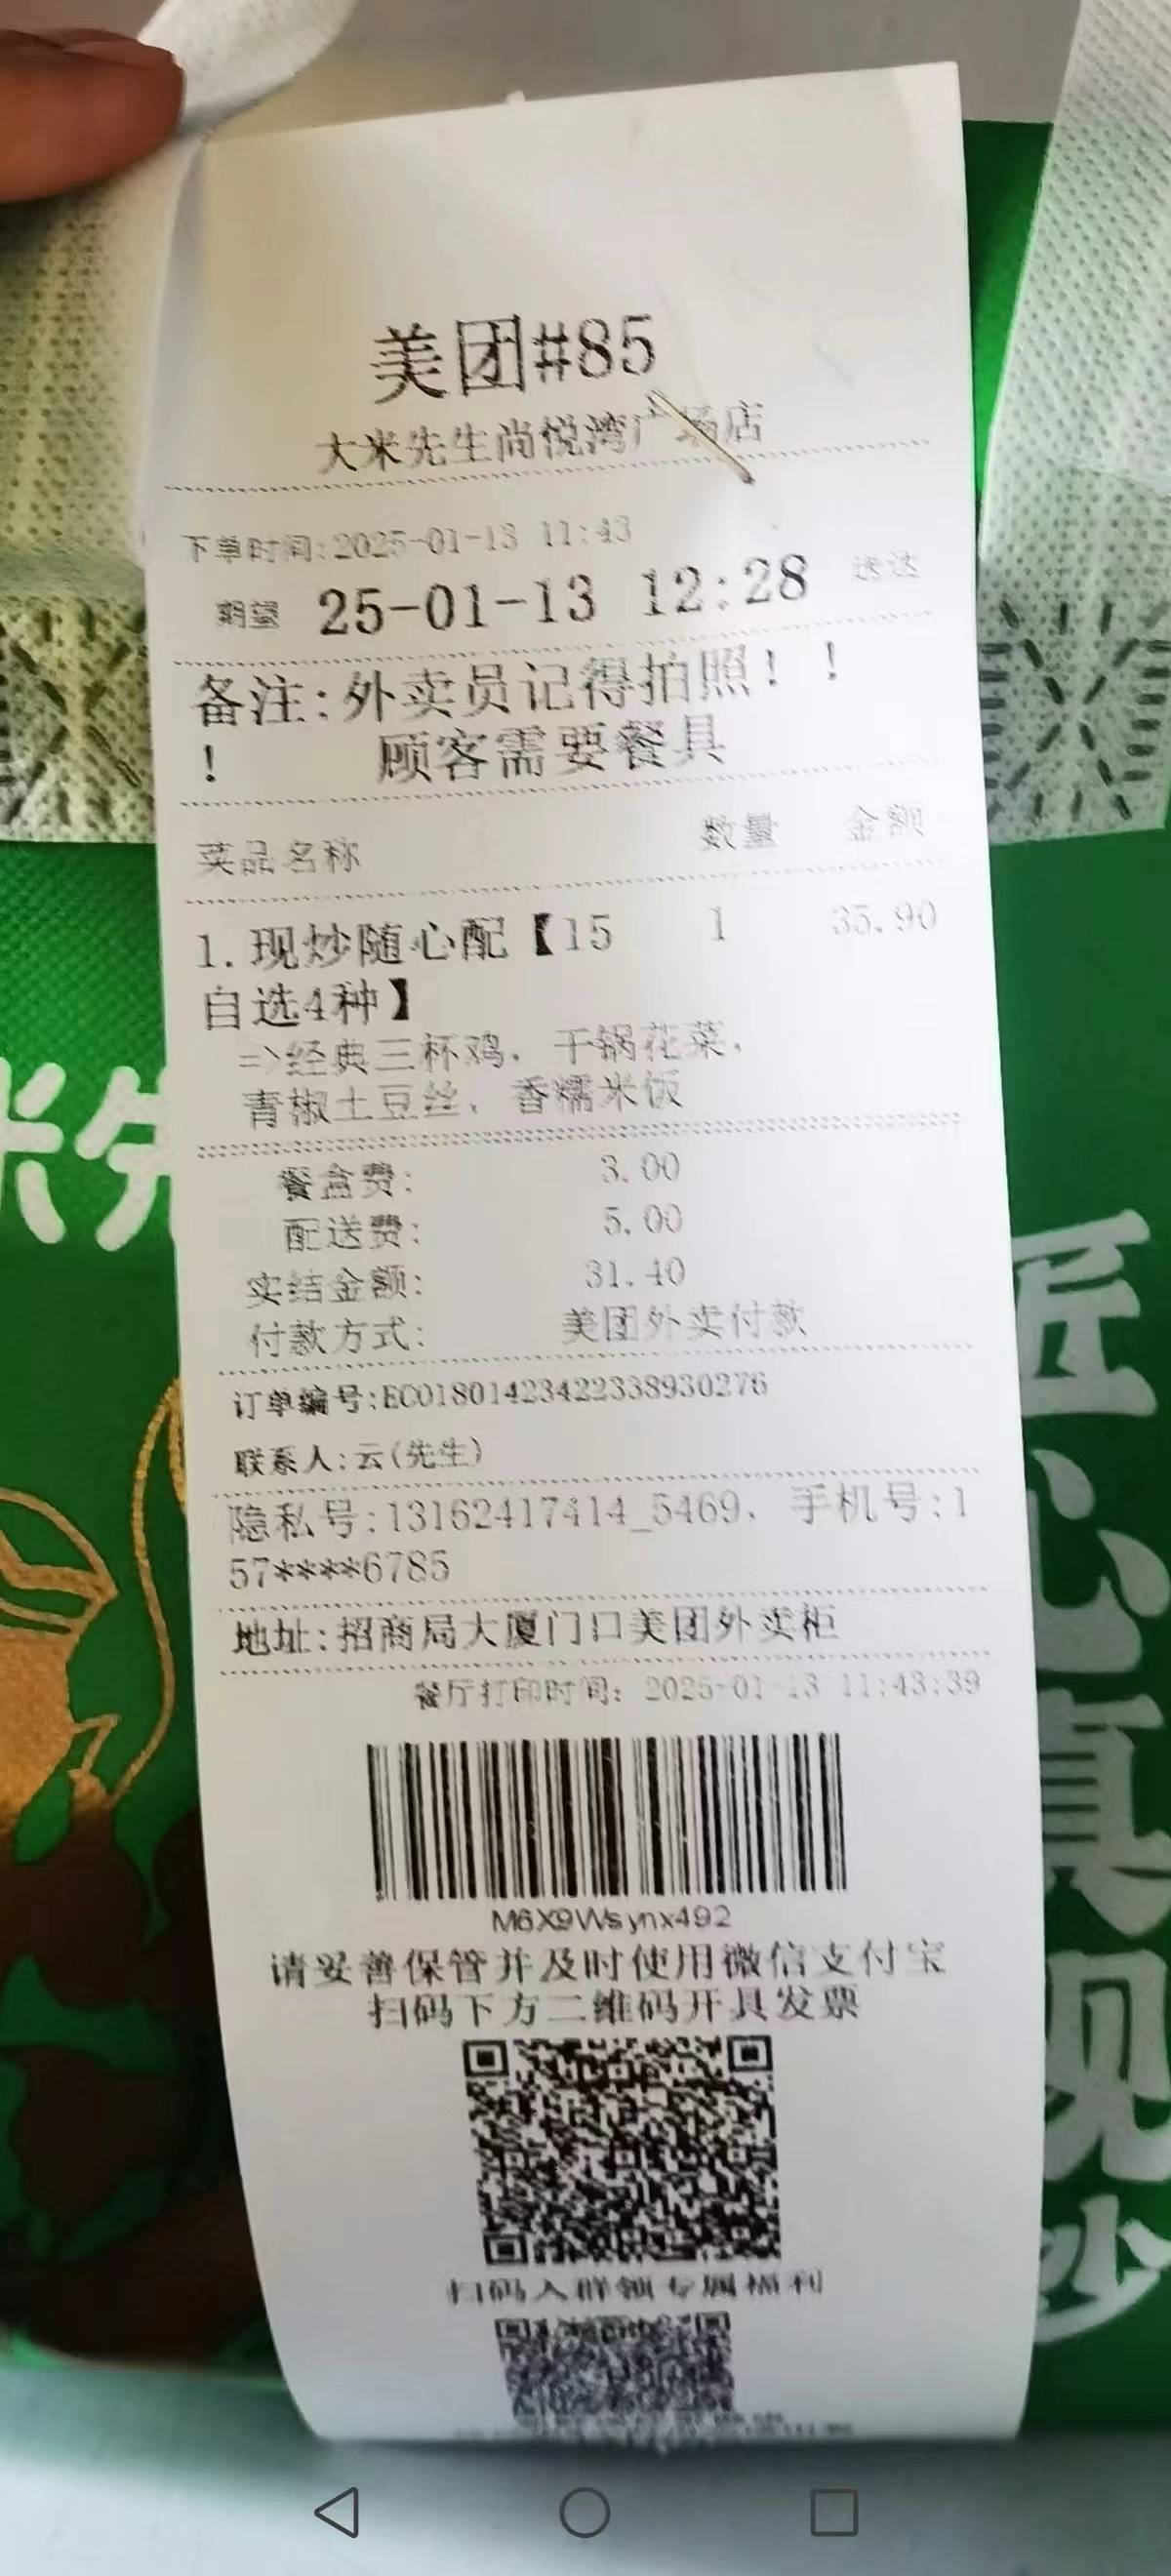 美团#85
大米先生尚悦湾广场店
下单时间:2025-01-13 11:43
期望 25-01-13 12:28 送达
备注:外卖员记得拍照！！
！ 顾客需要餐具
菜品名称 数量 金额
1.现炒随心配【15 1 35.90
自选4种】
=>经典三杯鸡，干锅花菜，
青椒土豆丝，香糯米饭
餐盒费: 3.00
配送费: 5.00
实结金额: 31.40
付款方式: 美团外卖付款
订单编号:EC01801423422338930276
联系人:云(先生)
隐私号:13162417414_5469，手机号:1
57****6785
地址:招商局大厦门口美团外卖柜
餐厅打印时间: 2025-01-13 11:43:39
M6X9Wsynx492
请妥善保管并及时使用微信支付宝
扫码下方二维码开具发票
扫码入群领专属福利
米先
匠心真现炒